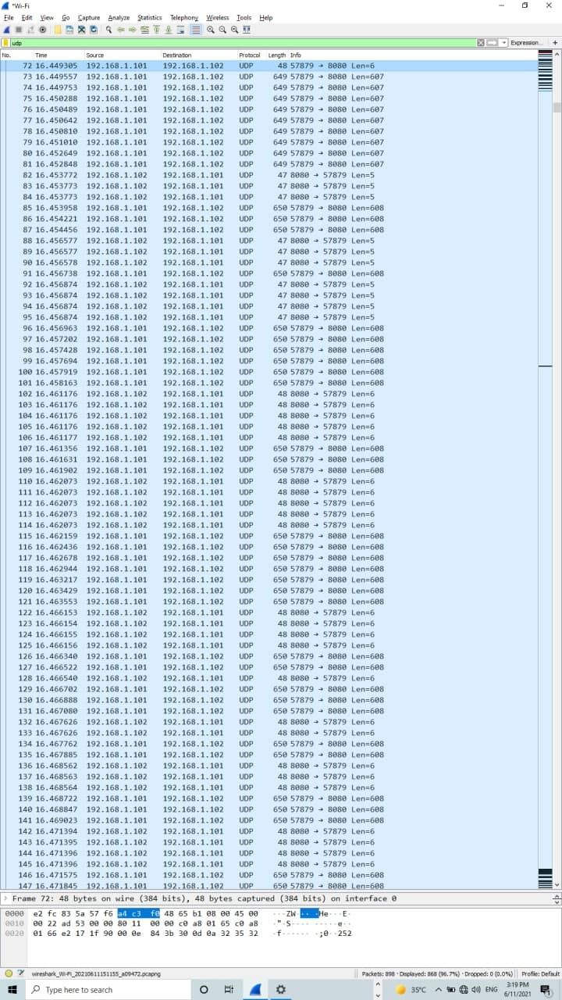 *Wi-Fi
File Edit View Go Capture Analyze Statistics Telephony Wireless Tools Help
udp
Expression... +
No. Time Source Destination Protocol Length Info
72 16.449305 192.168.1.101 192.168.1.102 UDP 48 57879 → 8080 Len=6
73 16.449557 192.168.1.101 192.168.1.102 UDP 649 57879 → 8080 Len=607
74 16.449753 192.168.1.101 192.168.1.102 UDP 649 57879 → 8080 Len=607
75 16.450288 192.168.1.101 192.168.1.102 UDP 649 57879 → 8080 Len=607
76 16.450489 192.168.1.101 192.168.1.102 UDP 649 57879 → 8080 Len=607
77 16.450642 192.168.1.101 192.168.1.102 UDP 649 57879 → 8080 Len=607
78 16.450810 192.168.1.101 192.168.1.102 UDP 649 57879 → 8080 Len=607
79 16.451010 192.168.1.101 192.168.1.102 UDP 649 57879 → 8080 Len=607
80 16.452649 192.168.1.101 192.168.1.102 UDP 649 57879 → 8080 Len=607
81 16.452848 192.168.1.101 192.168.1.102 UDP 649 57879 → 8080 Len=607
82 16.453772 192.168.1.102 192.168.1.101 UDP 47 8080 → 57879 Len=5
83 16.453773 192.168.1.102 192.168.1.101 UDP 47 8080 → 57879 Len=5
84 16.453773 192.168.1.102 192.168.1.101 UDP 47 8080 → 57879 Len=5
85 16.453958 192.168.1.101 192.168.1.102 UDP 650 57879 → 8080 Len=608
86 16.454221 192.168.1.101 192.168.1.102 UDP 650 57879 → 8080 Len=608
87 16.454456 192.168.1.101 192.168.1.102 UDP 650 57879 → 8080 Len=608
88 16.456577 192.168.1.102 192.168.1.101 UDP 47 8080 → 57879 Len=5
89 16.456577 192.168.1.102 192.168.1.101 UDP 47 8080 → 57879 Len=5
90 16.456578 192.168.1.102 192.168.1.101 UDP 47 8080 → 57879 Len=5
91 16.456738 192.168.1.101 192.168.1.102 UDP 650 57879 → 8080 Len=608
92 16.456874 192.168.1.102 192.168.1.101 UDP 47 8080 → 57879 Len=5
93 16.456874 192.168.1.102 192.168.1.101 UDP 47 8080 → 57879 Len=5
94 16.456874 192.168.1.102 192.168.1.101 UDP 47 8080 → 57879 Len=5
95 16.456874 192.168.1.102 192.168.1.101 UDP 47 8080 → 57879 Len=5
96 16.456963 192.168.1.101 192.168.1.102 UDP 650 57879 → 8080 Len=608
97 16.457202 192.168.1.101 192.168.1.102 UDP 650 57879 → 8080 Len=608
98 16.457428 192.168.1.101 192.168.1.102 UDP 650 57879 → 8080 Len=608
99 16.457694 192.168.1.101 192.168.1.102 UDP 650 57879 → 8080 Len=608
100 16.457919 192.168.1.101 192.168.1.102 UDP 650 57879 → 8080 Len=608
101 16.458163 192.168.1.101 192.168.1.102 UDP 650 57879 → 8080 Len=608
102 16.461176 192.168.1.102 192.168.1.101 UDP 48 8080 → 57879 Len=6
103 16.461176 192.168.1.102 192.168.1.101 UDP 48 8080 → 57879 Len=6
104 16.461176 192.168.1.102 192.168.1.101 UDP 48 8080 → 57879 Len=6
105 16.461176 192.168.1.102 192.168.1.101 UDP 48 8080 → 57879 Len=6
106 16.461177 192.168.1.102 192.168.1.101 UDP 48 8080 → 57879 Len=6
107 16.461356 192.168.1.101 192.168.1.102 UDP 650 57879 → 8080 Len=608
108 16.461631 192.168.1.101 192.168.1.102 UDP 650 57879 → 8080 Len=608
109 16.461902 192.168.1.101 192.168.1.102 UDP 650 57879 → 8080 Len=608
110 16.462073 192.168.1.102 192.168.1.101 UDP 48 8080 → 57879 Len=6
111 16.462073 192.168.1.102 192.168.1.101 UDP 48 8080 → 57879 Len=6
112 16.462073 192.168.1.102 192.168.1.101 UDP 48 8080 → 57879 Len=6
113 16.462073 192.168.1.102 192.168.1.101 UDP 48 8080 → 57879 Len=6
114 16.462073 192.168.1.102 192.168.1.101 UDP 48 8080 → 57879 Len=6
115 16.462159 192.168.1.101 192.168.1.102 UDP 650 57879 → 8080 Len=608
116 16.462436 192.168.1.101 192.168.1.102 UDP 650 57879 → 8080 Len=608
117 16.462678 192.168.1.101 192.168.1.102 UDP 650 57879 → 8080 Len=608
118 16.462944 192.168.1.101 192.168.1.102 UDP 650 57879 → 8080 Len=608
119 16.463217 192.168.1.101 192.168.1.102 UDP 650 57879 → 8080 Len=608
120 16.463429 192.168.1.101 192.168.1.102 UDP 650 57879 → 8080 Len=608
121 16.463553 192.168.1.101 192.168.1.102 UDP 650 57879 → 8080 Len=608
122 16.466153 192.168.1.102 192.168.1.101 UDP 48 8080 → 57879 Len=6
123 16.466154 192.168.1.102 192.168.1.101 UDP 48 8080 → 57879 Len=6
124 16.466155 192.168.1.102 192.168.1.101 UDP 48 8080 → 57879 Len=6
125 16.466156 192.168.1.102 192.168.1.101 UDP 48 8080 → 57879 Len=6
126 16.466340 192.168.1.101 192.168.1.102 UDP 650 57879 → 8080 Len=608
127 16.466522 192.168.1.101 192.168.1.102 UDP 650 57879 → 8080 Len=608
128 16.466540 192.168.1.102 192.168.1.101 UDP 48 8080 → 57879 Len=6
129 16.466702 192.168.1.101 192.168.1.102 UDP 650 57879 → 8080 Len=608
130 16.466888 192.168.1.101 192.168.1.102 UDP 650 57879 → 8080 Len=608
131 16.467080 192.168.1.101 192.168.1.102 UDP 650 57879 → 8080 Len=608
132 16.467626 192.168.1.102 192.168.1.101 UDP 48 8080 → 57879 Len=6
133 16.467626 192.168.1.102 192.168.1.101 UDP 48 8080 → 57879 Len=6
134 16.467762 192.168.1.101 192.168.1.102 UDP 650 57879 → 8080 Len=608
135 16.467885 192.168.1.101 192.168.1.102 UDP 650 57879 → 8080 Len=608
136 16.468562 192.168.1.102 192.168.1.101 UDP 48 8080 → 57879 Len=6
137 16.468563 192.168.1.102 192.168.1.101 UDP 48 8080 → 57879 Len=6
138 16.468564 192.168.1.102 192.168.1.101 UDP 48 8080 → 57879 Len=6
139 16.468722 192.168.1.101 192.168.1.102 UDP 650 57879 → 8080 Len=608
140 16.468847 192.168.1.101 192.168.1.102 UDP 650 57879 → 8080 Len=608
141 16.469023 192.168.1.101 192.168.1.102 UDP 650 57879 → 8080 Len=608
142 16.471394 192.168.1.102 192.168.1.101 UDP 48 8080 → 57879 Len=6
143 16.471395 192.168.1.102 192.168.1.101 UDP 48 8080 → 57879 Len=6
144 16.471396 192.168.1.102 192.168.1.101 UDP 48 8080 → 57879 Len=6
145 16.471396 192.168.1.102 192.168.1.101 UDP 48 8080 → 57879 Len=6
146 16.471575 192.168.1.101 192.168.1.102 UDP 650 57879 → 8080 Len=608
147 16.471845 192.168.1.101 192.168.1.102 UDP 650 57879 → 8080 Len=608
Frame 72: 48 bytes on wire (384 bits), 48 bytes captured (384 bits) on interface 0
0000 e2 fc 83 5a 57 f6 a4 c3 f0 48 65 b1 08 00 45 00 ···ZW··· ·He···E·
0010 00 22 ad 53 00 00 80 11 00 00 c0 a8 01 65 c0 a8 ·"·S···· ·····e··
0020 01 66 e2 17 1f 90 00 0e 84 3b 30 0d 0a 32 35 32 ·f······ ·;0··252
wireshark_Wi-Fi_20210611151155_a09472.pcapng
Packets: 898 · Displayed: 868 (96.7%) · Dropped: 0 (0.0%)
Profile: Default
Type here to search
35°C
ENG
3:19 PM
6/11/2021
1